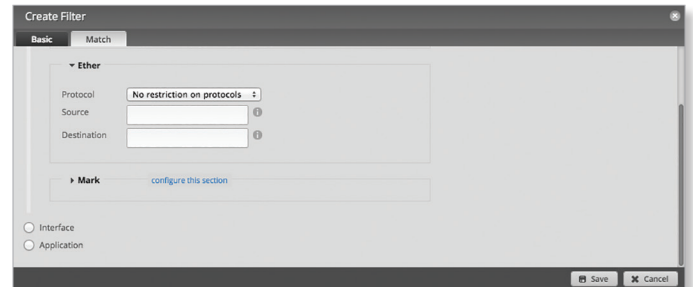 Create Filter
Basic Match
Ether
Protocol No restriction on protocols
Source
Destination
Mark configure this section
Interface
Application
Save Cancel